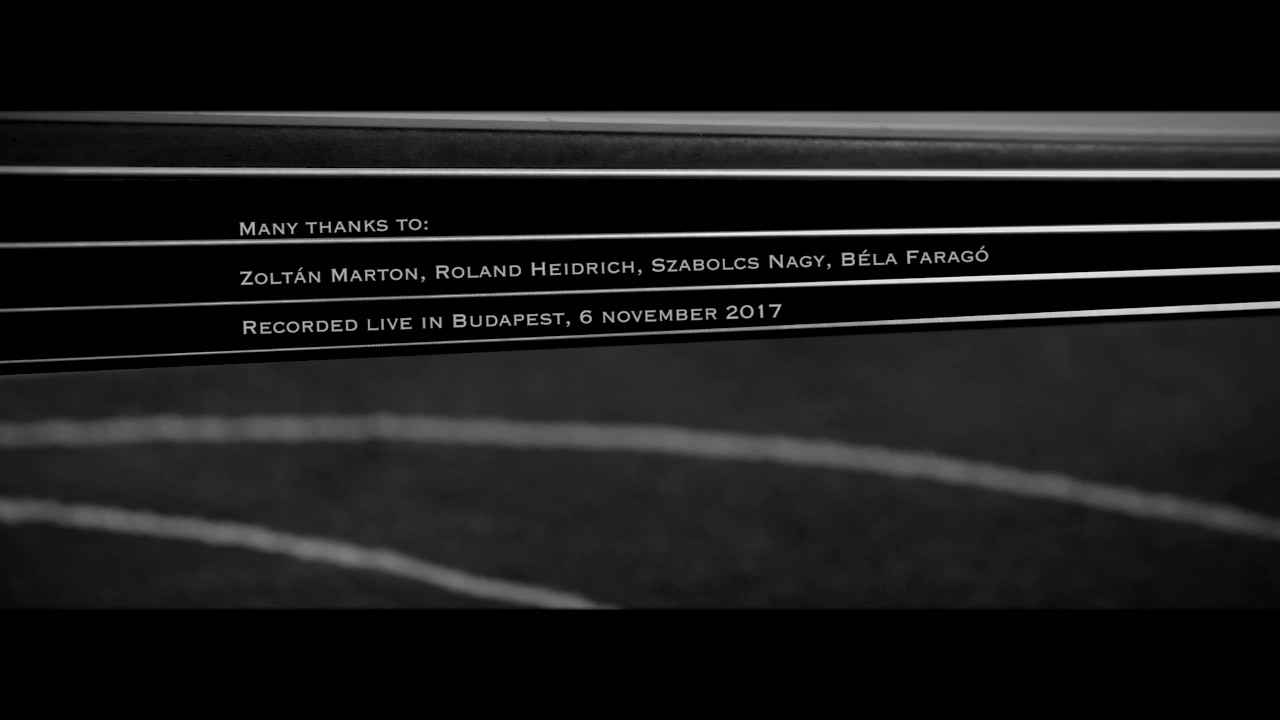 Many thanks to:
Zoltán Marton, Roland Heidrich, Szabolcs Nagy, Béla Faragó
Recorded live in Budapest, 6 november 2017